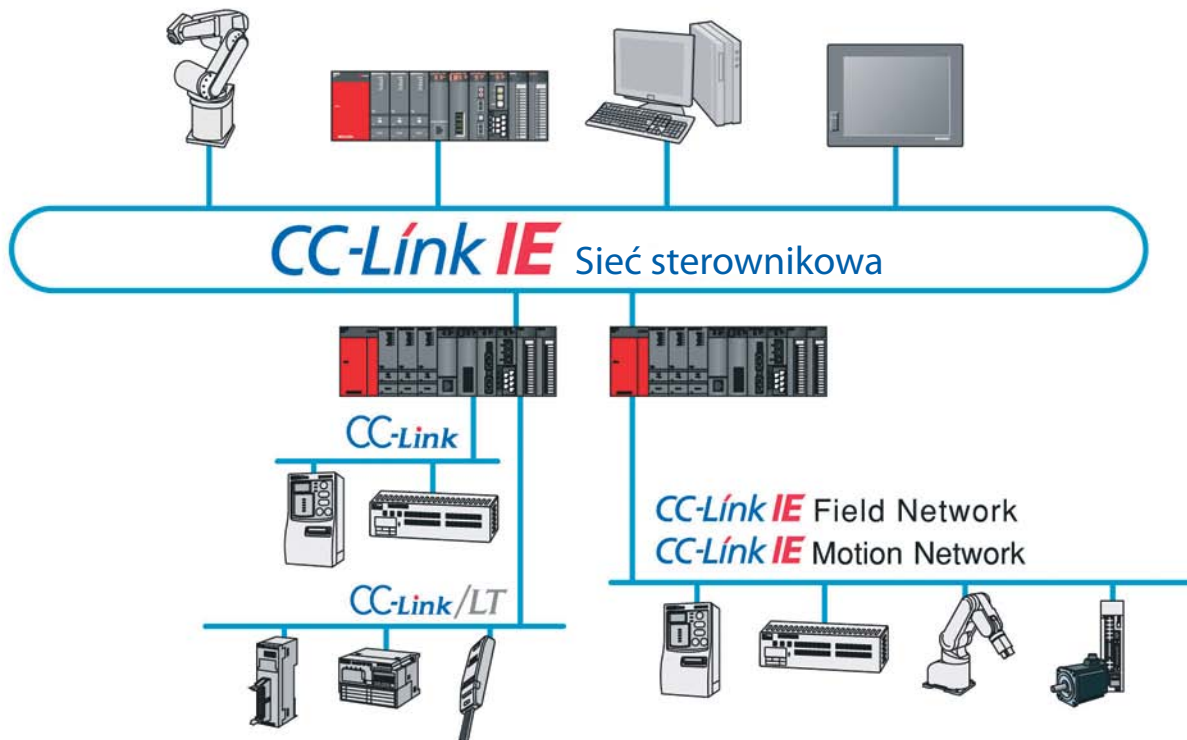 CC-Link IE Sieć sterownikowa
CC-Link
CC-Link IE Field Network
CC-Link IE Motion Network
CC-Link/LT